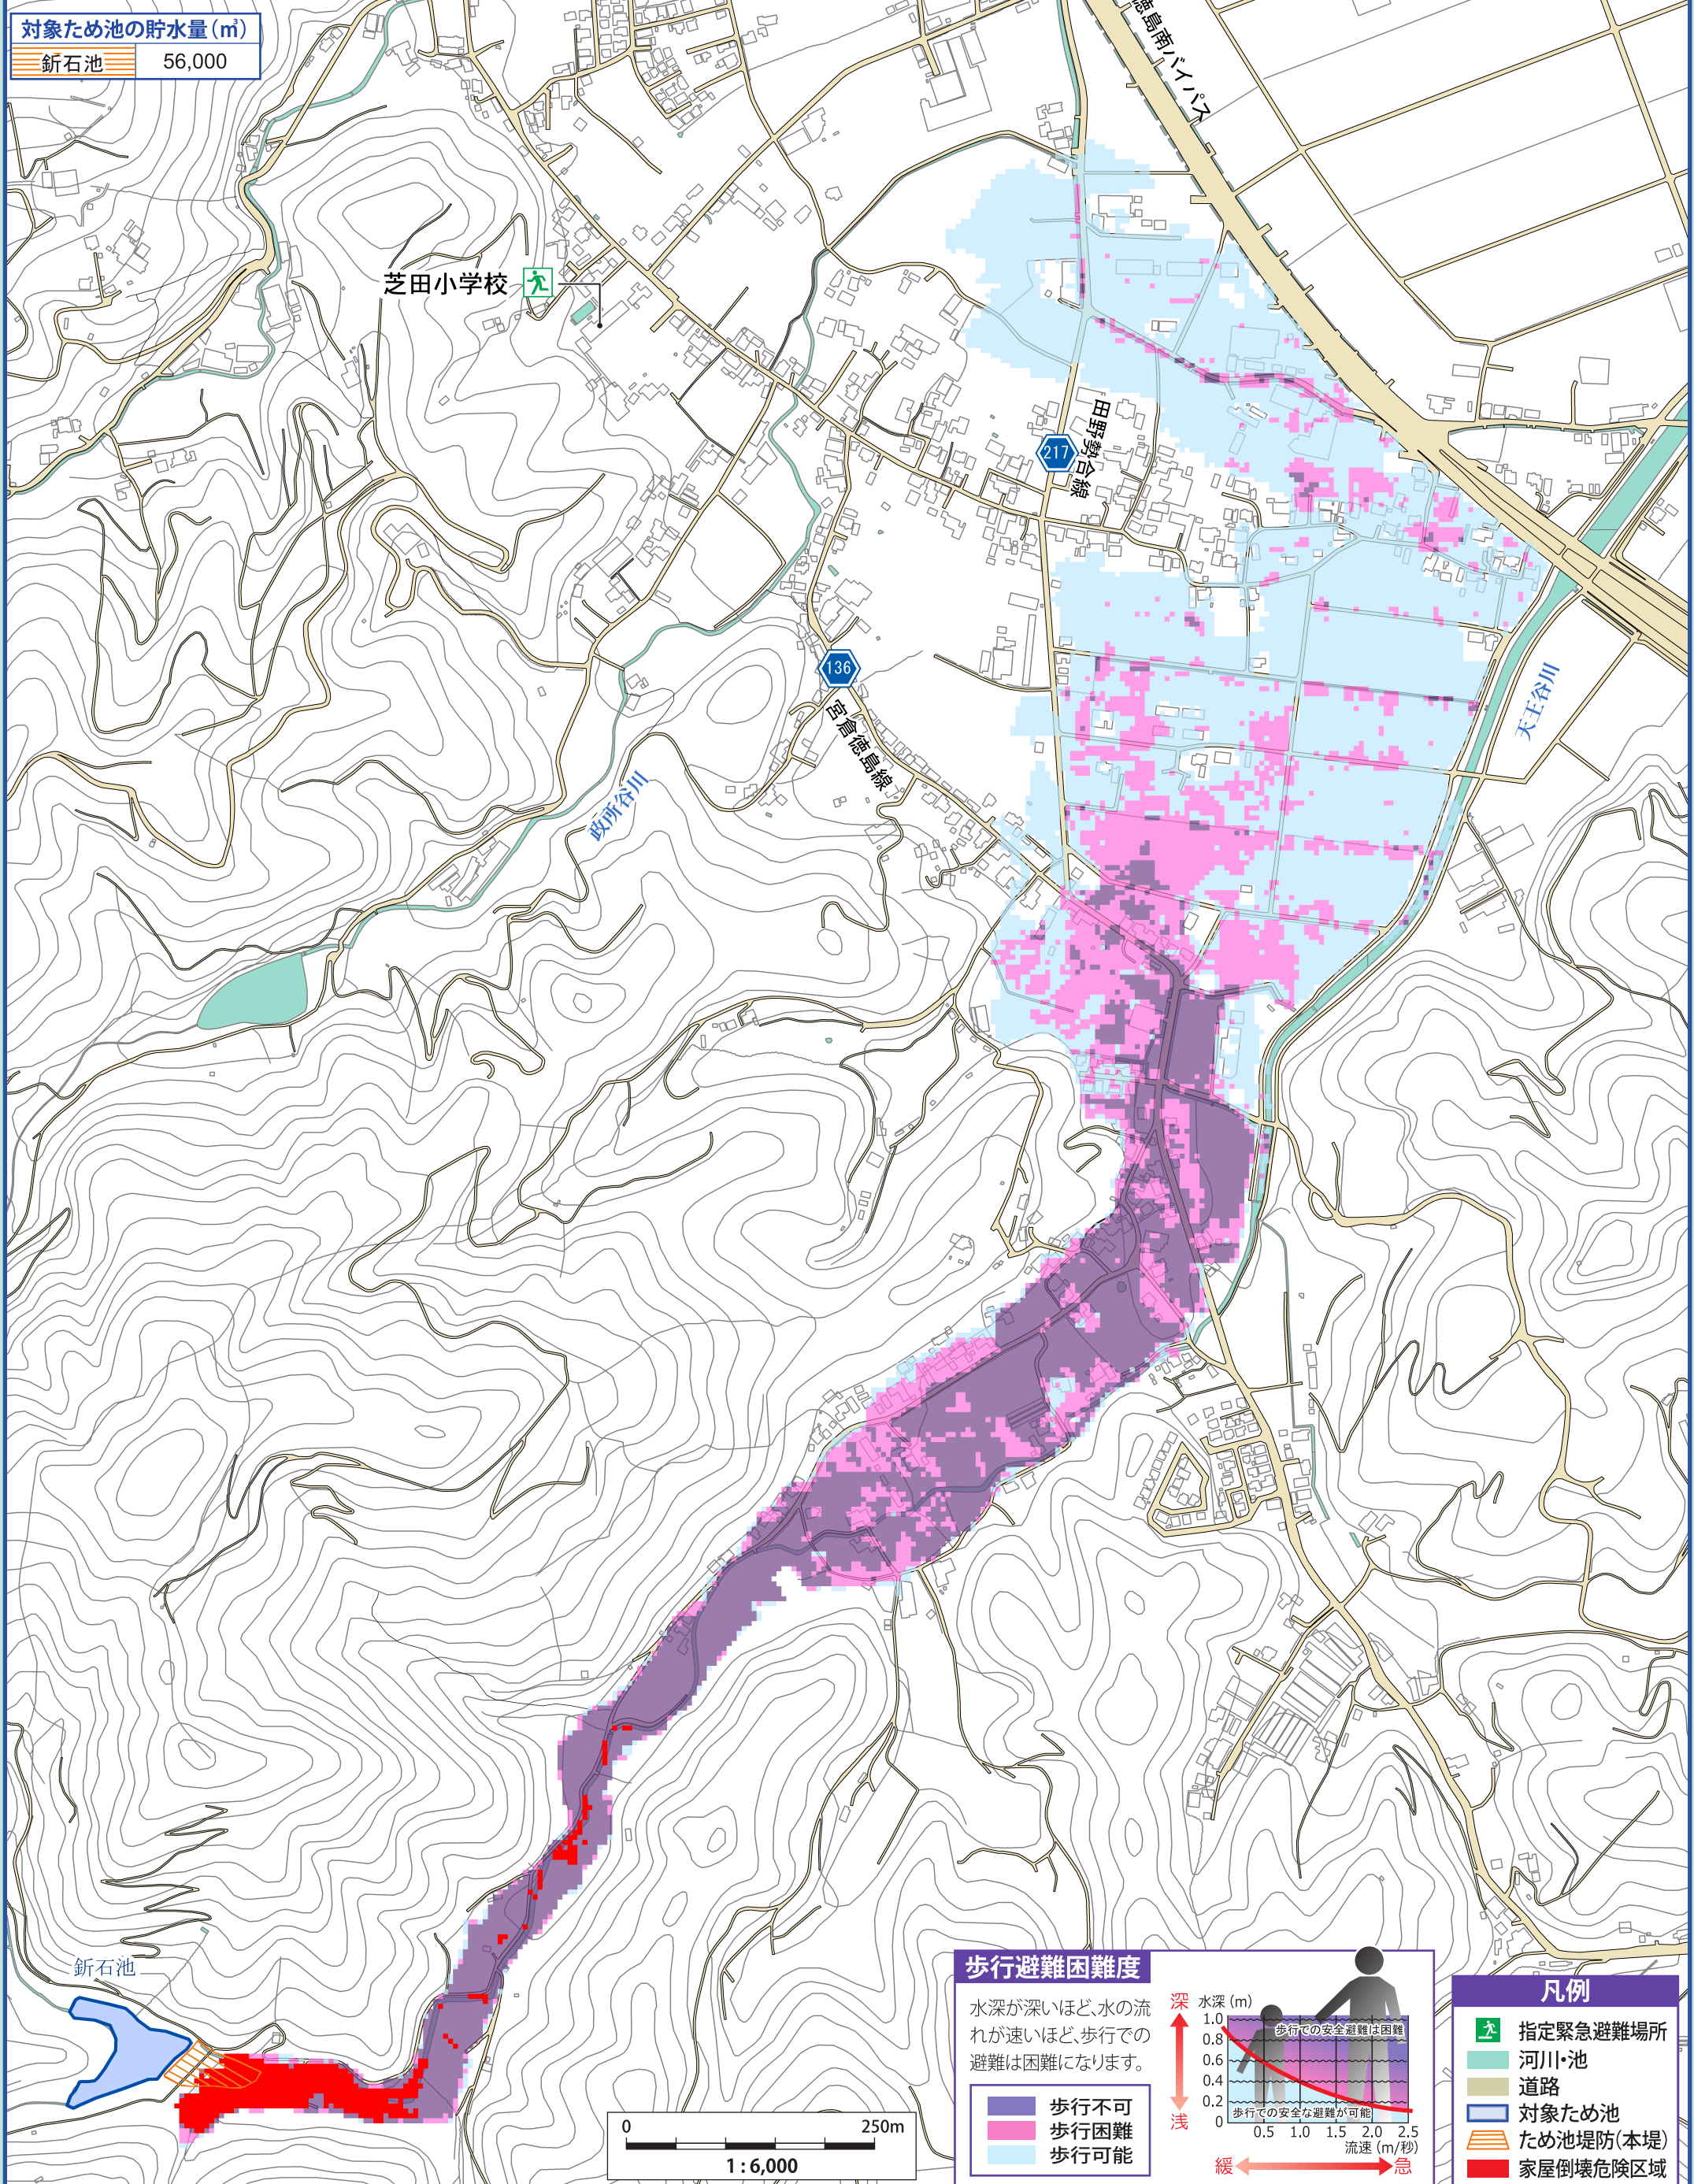 対象ため池の貯水量(㎥)
釿石池 56,000
徳島南バイパス
芝田小学校
217
田野勢合線
136
宮倉徳島線
天王谷川
政所谷川
釿石池
0 250m
1:6,000
歩行避難困難度
水深が深いほど、水の流
れが速いほど、歩行での
避難は困難になります。
歩行不可
歩行困難
歩行可能
深
浅
水深(m)
1.0
0.8
0.6
0.4
0.2
0
歩行での安全避難は困難
歩行での安全な避難が可能
0.5 1.0 1.5 2.0 2.5
流速(m/秒)
緩 急
凡例
指定緊急避難場所
河川・池
道路
対象ため池
ため池堤防(本堤)
家屋倒壊危険区域